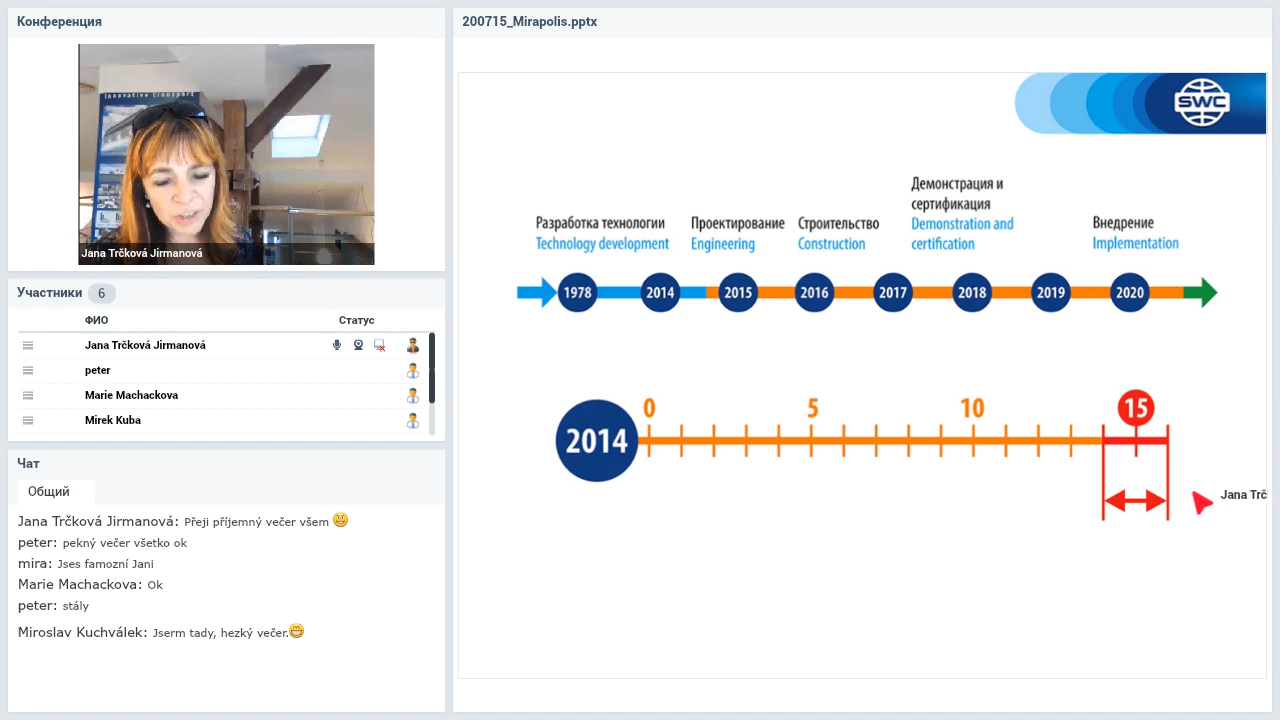 Конференция
Innovative transport
Jana Trčková Jirmanová
Участники 6
ФИО Статус
Jana Trčková Jirmanová
peter
Marie Machackova
Mirek Kuba
Чат
Общий
Jana Trčková Jirmanová: Přeji příjemný večer všem
peter: pekný večer všetko ok
mira: Jses famozní Jani
Marie Machackova: Ok
peter: stály
Miroslav Kuchválek: Jserm tady, hezký večer.
200715_Mirapolis.pptx
SWC
Разработка технологии
Technology development
Проектирование
Engineering
Строительство
Construction
Демонстрация и
сертификация
Demonstration and
certification
Внедрение
Implementation
1978 2014 2015 2016 2017 2018 2019 2020
2014 0 5 10 15
Jana Trč